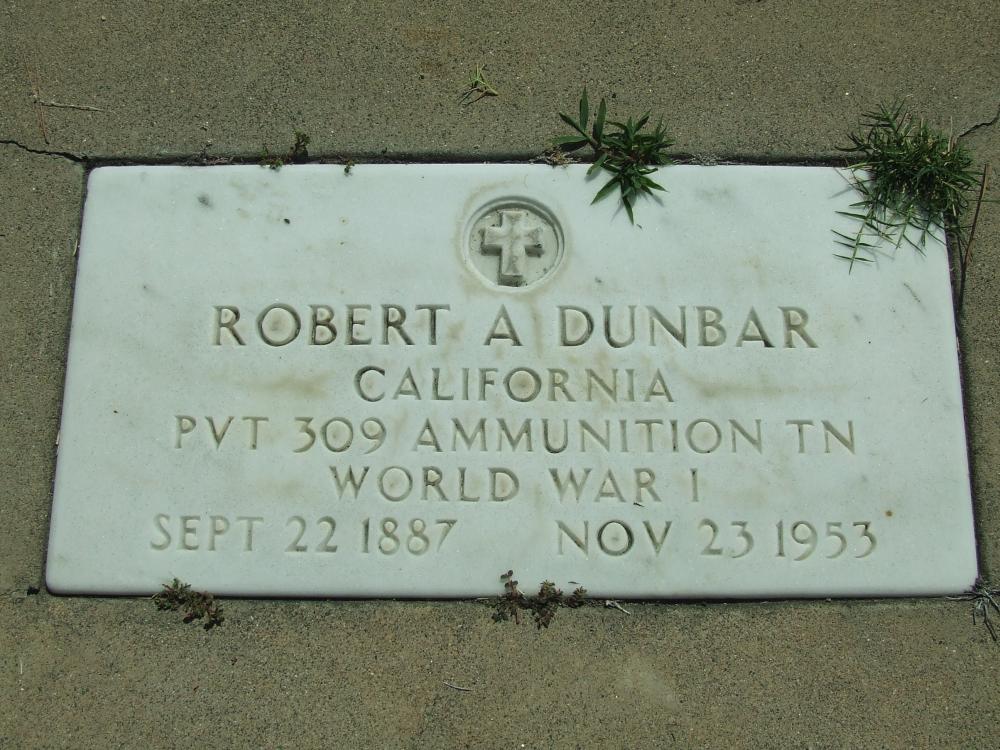 ROBERT A DUNBAR
CALIFORNIA
PVT 309 AMMUNITION TN
WORLD WAR I
SEPT 22 1887 NOV 23 1953